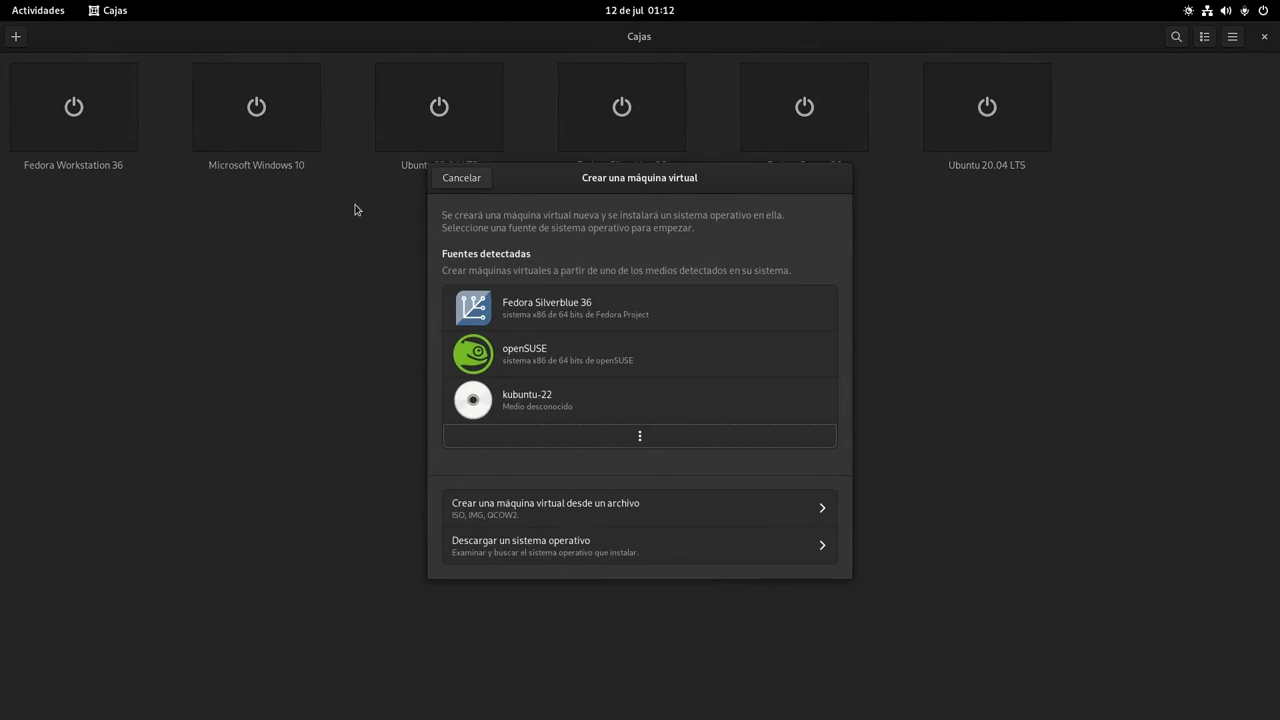 Actividades
Cajas
12 de jul 01:12
Cajas
Fedora Workstation 36
Microsoft Windows 10
Ubuntu 20.04 LTS
Crear una máquina virtual
Cancelar
Se creará una máquina virtual nueva y se instalará un sistema operativo en ella.
Seleccione una fuente de sistema operativo para empezar.
Fuentes detectadas
Crear máquinas virtuales a partir de uno de los medios detectados en su sistema.
Fedora Silverblue 36
sistema x86 de 64 bits de Fedora Project
openSUSE
sistema x86 de 64 bits de openSUSE
kubuntu-22
Medio desconocido
Crear una máquina virtual desde un archivo
ISO, IMG, QCOW2.
Descargar un sistema operativo
Examinar y buscar el sistema operativo que instalar.